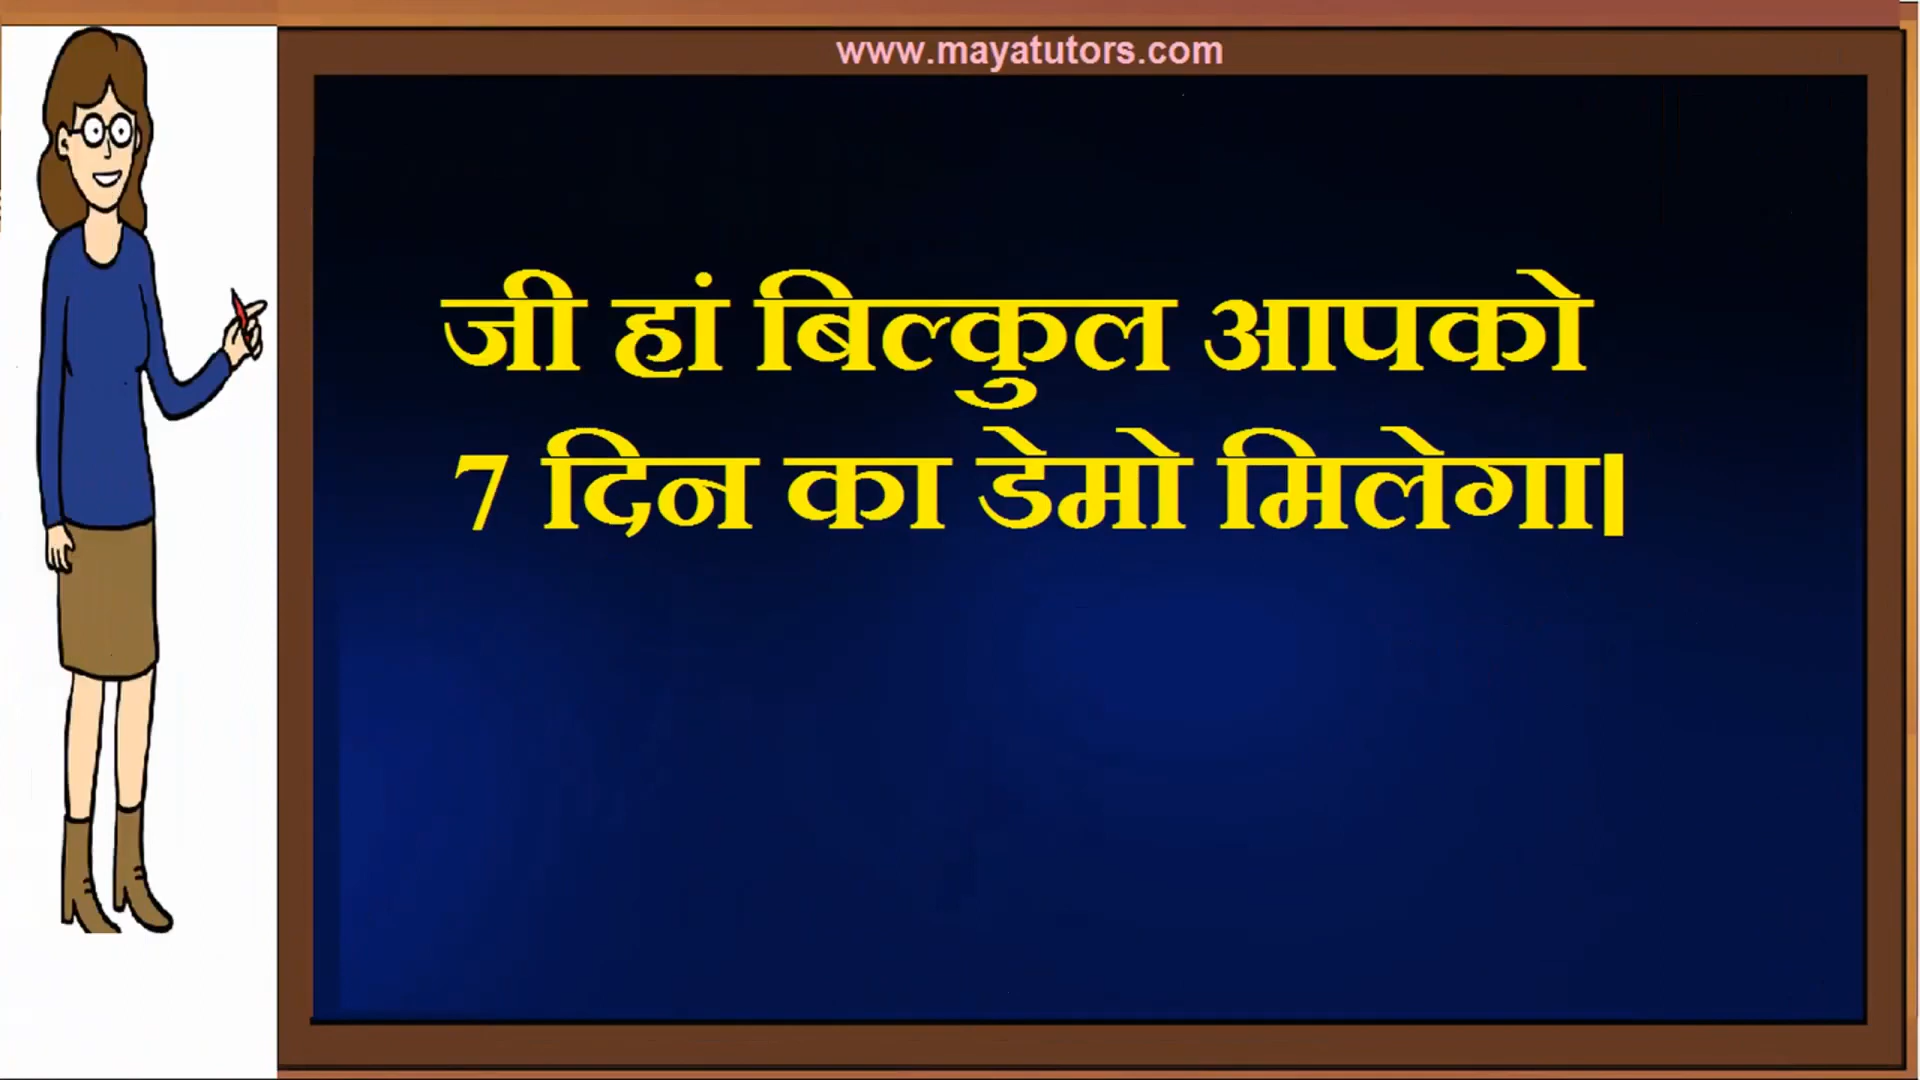 www.mayatutors.com
जी हां बिल्कुल आपको
7 दिन का डेमो मिलेगा।